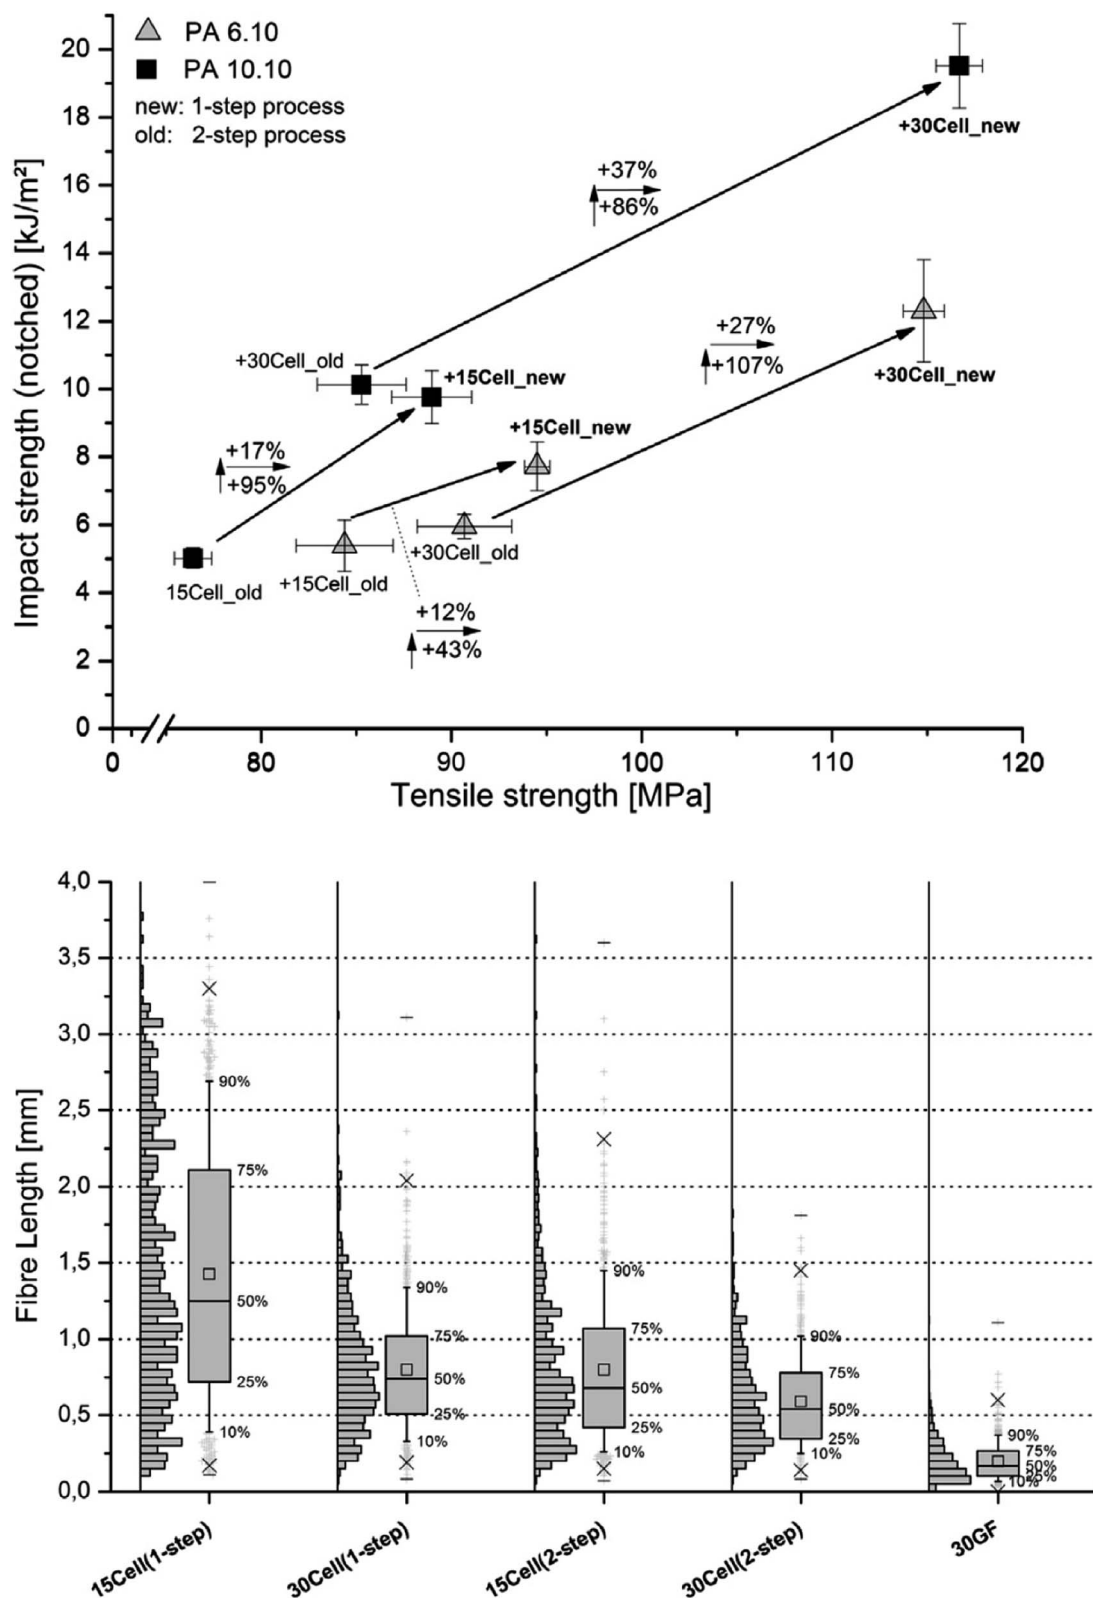 PA 6.10
PA 10.10
new: 1-step process
old: 2-step process
Impact strength (notched) [kJ/m²]
20
18
16
14
12
10
8
6
4
2
0
+30Cell_new
+37%
+86%
+27%
+107%
+30Cell_new
+30Cell_old
+15Cell_new
+15Cell_new
+17%
+95%
+30Cell_old
15Cell_old
+15Cell_old
+12%
+43%
0
80
90
100
110
120
Tensile strength [MPa]
Fibre Length [mm]
4,0
3,5
3,0
2,5
2,0
1,5
1,0
0,5
0,0
90%
75%
50%
25%
10%
90%
75%
50%
25%
10%
90%
75%
50%
25%
10%
90%
75%
50%
25%
10%
90%
75%
50%
25%
10%
15Cell(1-step)
30Cell(1-step)
15Cell(2-step)
30Cell(2-step)
30GF